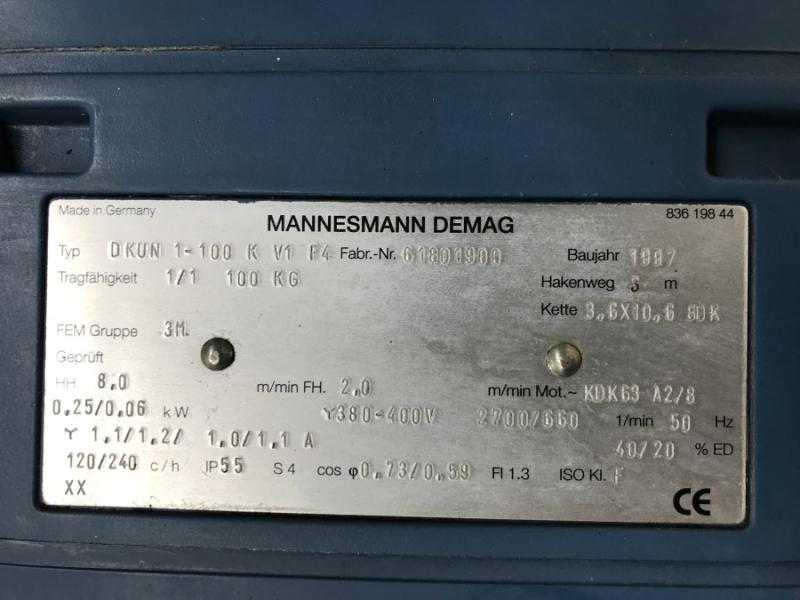 Made in Germany
MANNESMANN DEMAG
836 198 44
Typ DKUN 1-100 K V1 F4 Fabr.-Nr. 61801900 Baujahr 1997
Tragfähigkeit 1/1 100 KG Hakenweg m
Kette 3,6X10,6 8DK
FEM Gruppe 3M.
Geprüft
HH. 8,0 m/min FH. 2,0 m/min Mot.~ KDK63 A2/8
0,25/0,06 kW Y380-400V 2700/660 1/min 50 Hz
Y 1,1/1,2/ 1,0/1,1 A 40/20 % ED
120/240 c/h IP55 S4 cos φ0,73/0,59 FI 1.3 ISO Kl. F
XX CE